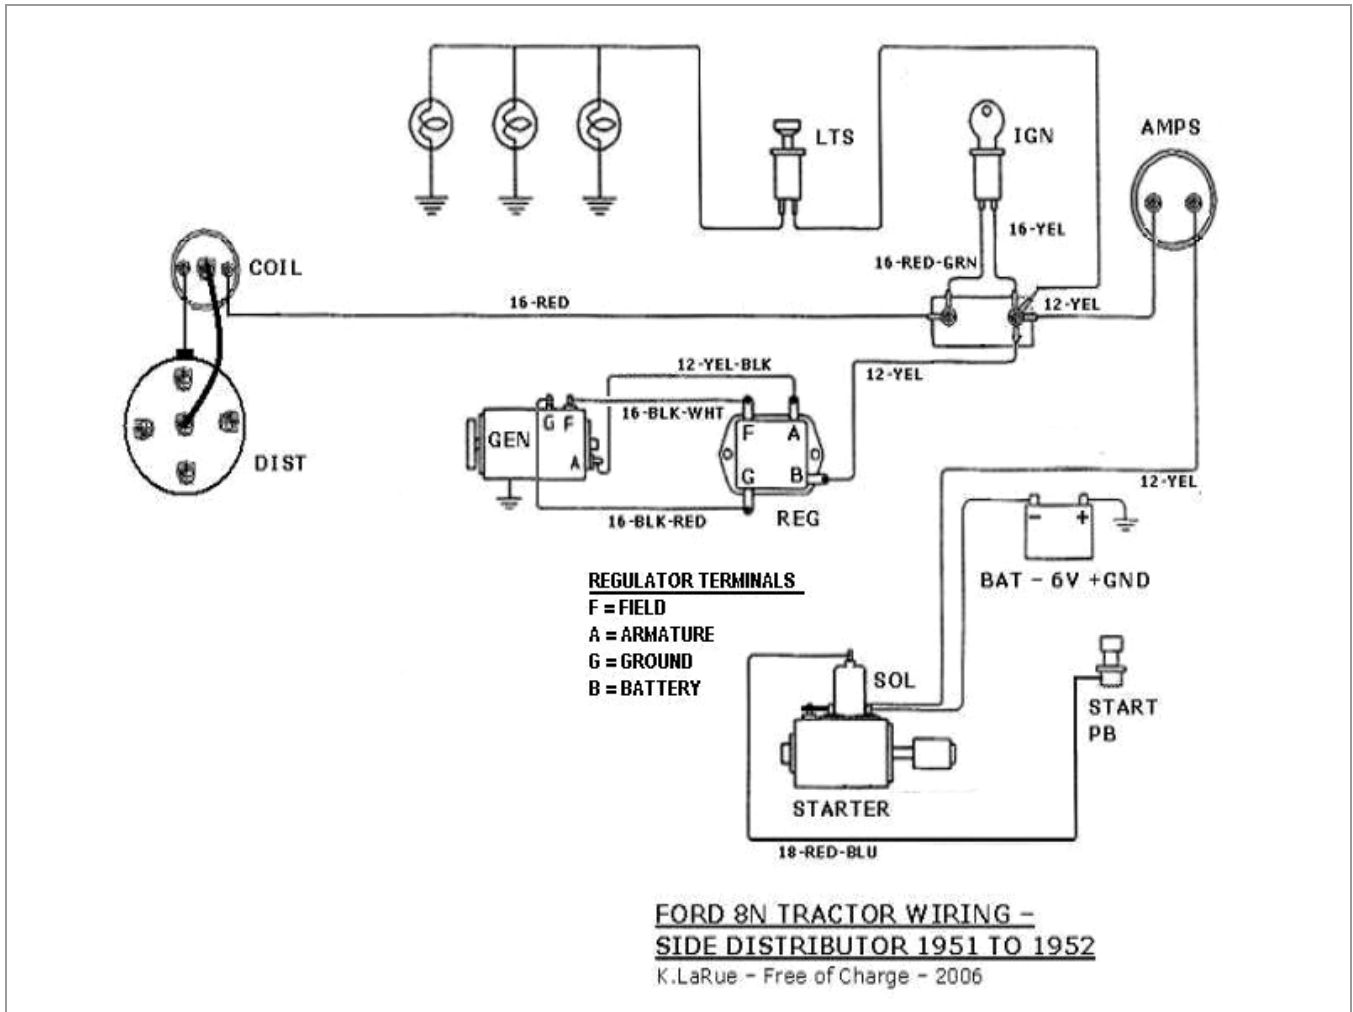 LTS
IGN
AMPS
16-YEL
16-RED-GRN
COIL
16-RED
12-YEL
12-YEL-BLK
12-YEL
16-BLK-WHT
G F
GEN
A
F A
G B
DIST
16-BLK-RED
REG
12-YEL
- +
BAT - 6V +GND
REGULATOR TERMINALS
F = FIELD
A = ARMATURE
G = GROUND
B = BATTERY
SOL
START
PB
STARTER
18-RED-BLU
FORD 8N TRACTOR WIRING -
SIDE DISTRIBUTOR 1951 TO 1952
K.LaRue - Free of Charge - 2006